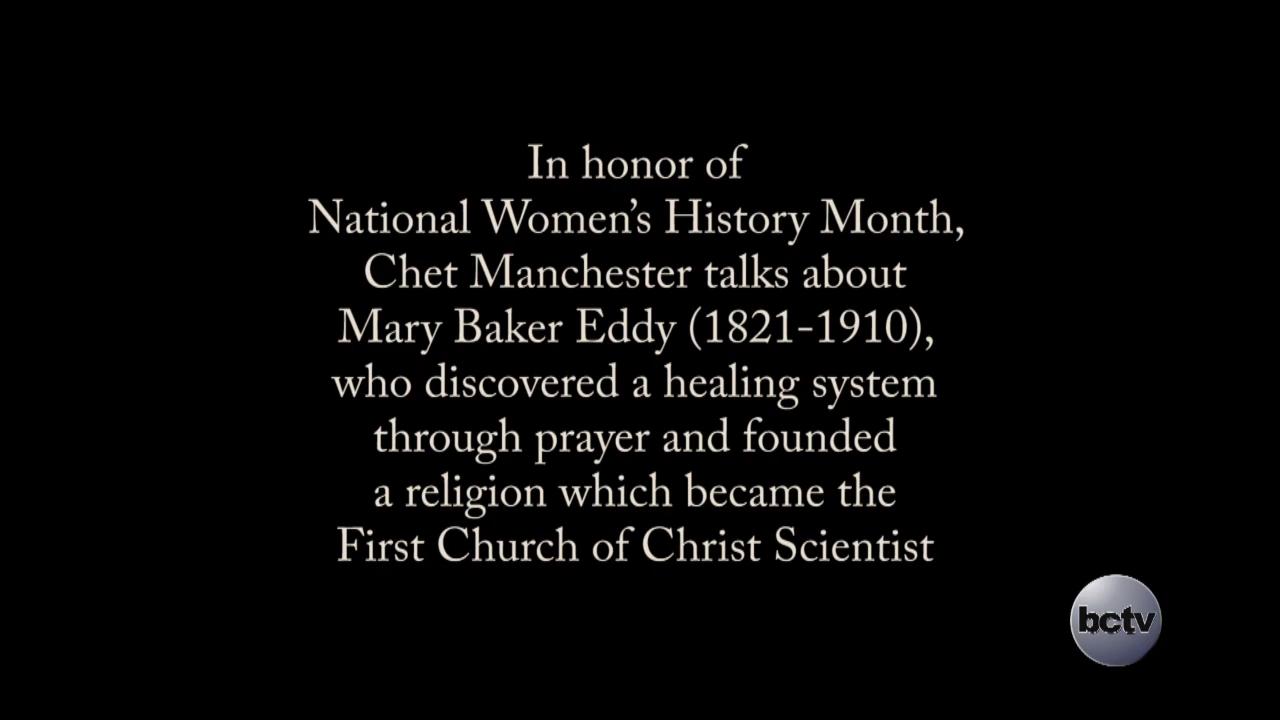 In honor of
National Women’s History Month,
Chet Manchester talks about
Mary Baker Eddy (1821-1910),
who discovered a healing system
through prayer and founded
a religion which became the
First Church of Christ Scientist
bctv